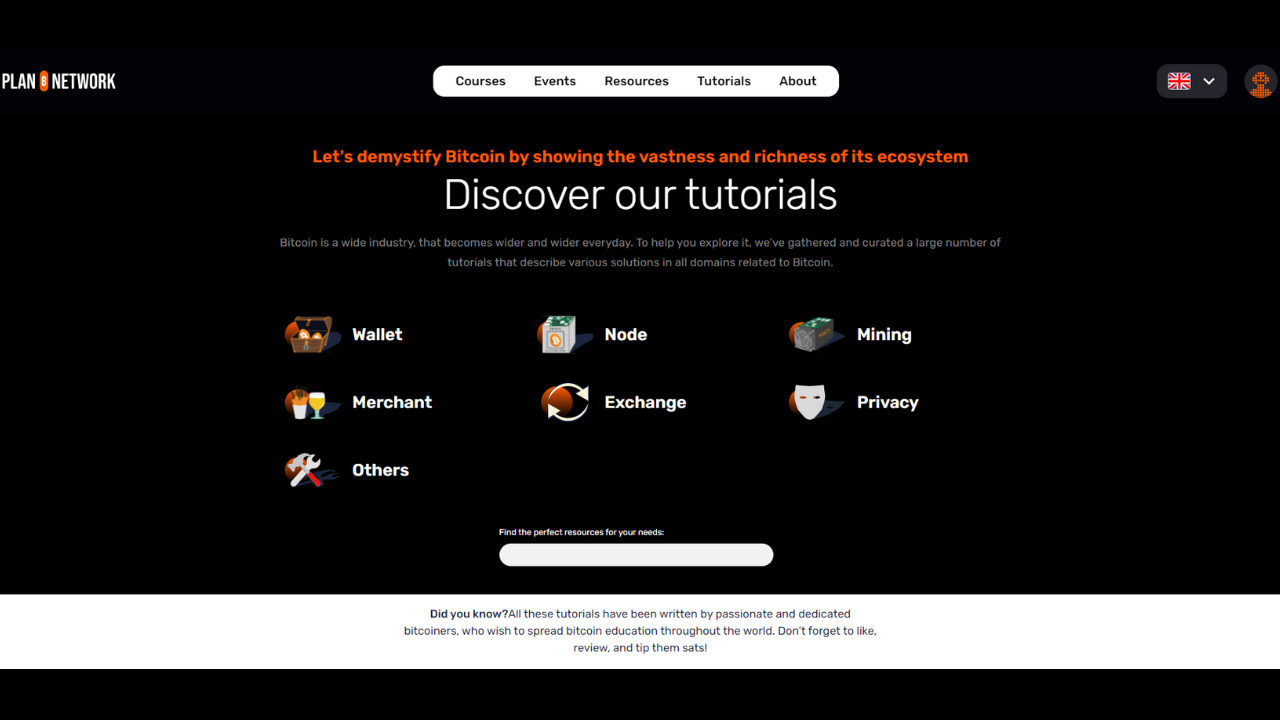 PLAN B NETWORK
Courses Events Resources Tutorials About
Let's demystify Bitcoin by showing the vastness and richness of its ecosystem
Discover our tutorials
Bitcoin is a wide industry, that becomes wider and wider everyday. To help you explore it, we've gathered and curated a large number of
tutorials that describe various solutions in all domains related to Bitcoin.
Wallet Node Mining
Merchant Exchange Privacy
Others
Find the perfect resources for your needs:
Did you know?All these tutorials have been written by passionate and dedicated
bitcoiners, who wish to spread bitcoin education throughout the world. Don't forget to like,
review, and tip them sats!